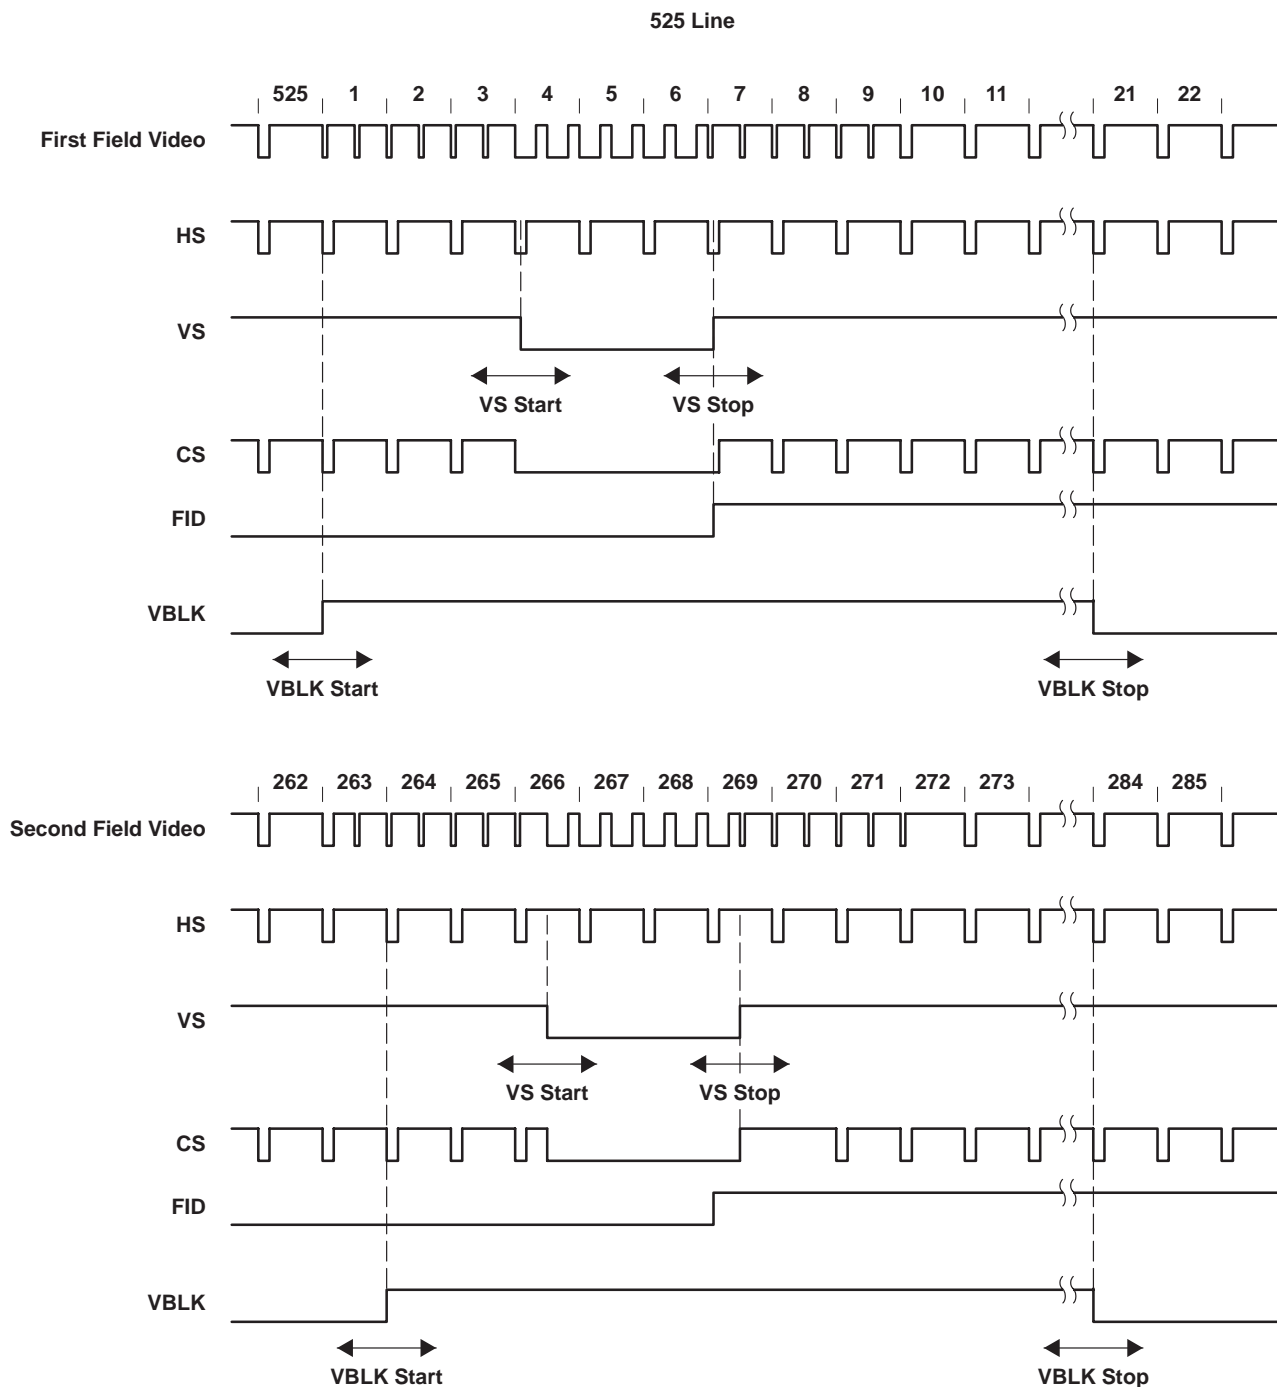 525 Line
525 1 2 3 4 5 6 7 8 9 10 11 21 22
First Field Video
HS
VS
VS Start VS Stop
CS
FID
VBLK
VBLK Start VBLK Stop
262 263 264 265 266 267 268 269 270 271 272 273 284 285
Second Field Video
HS
VS
VS Start VS Stop
CS
FID
VBLK
VBLK Start VBLK Stop